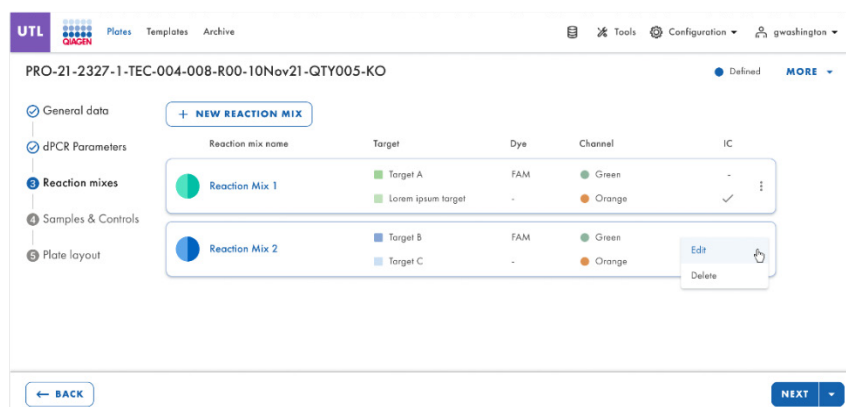 UTL QIAGEN Plates Templates Archive Tools Configuration gwashington
PRO-21-2327-1-TEC-004-008-R00-10Nov21-QTY005-KO Defined MORE
General data
+ NEW REACTION MIX
dPCR Parameters
Reaction mix name Target Dye Channel IC
3 Reaction mixes
Reaction Mix 1
Target A FAM Green -
Lorem ipsum target - Orange
4 Samples & Controls
5 Plate layout
Reaction Mix 2
Target B FAM Green
Target C - Orange
Edit
Delete
← BACK NEXT